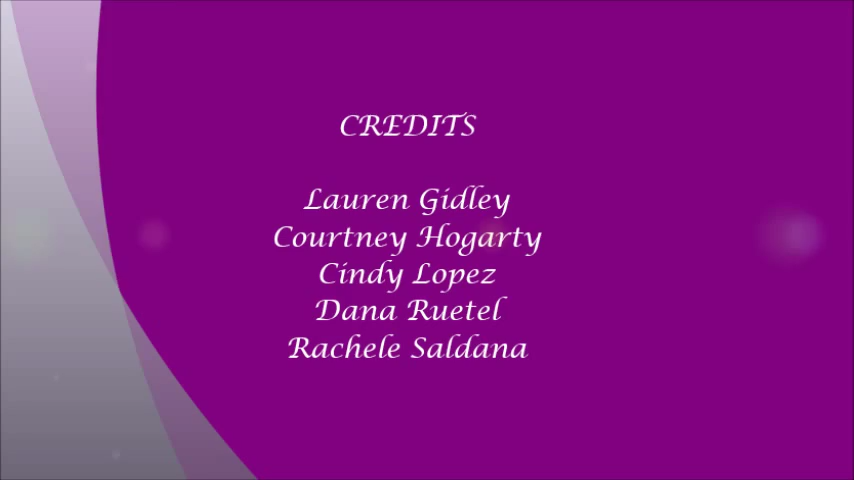 CREDITS
Lauren Gidley
Courtney Hogarty
Cindy Lopez
Dana Ruetel
Rachele Saldana